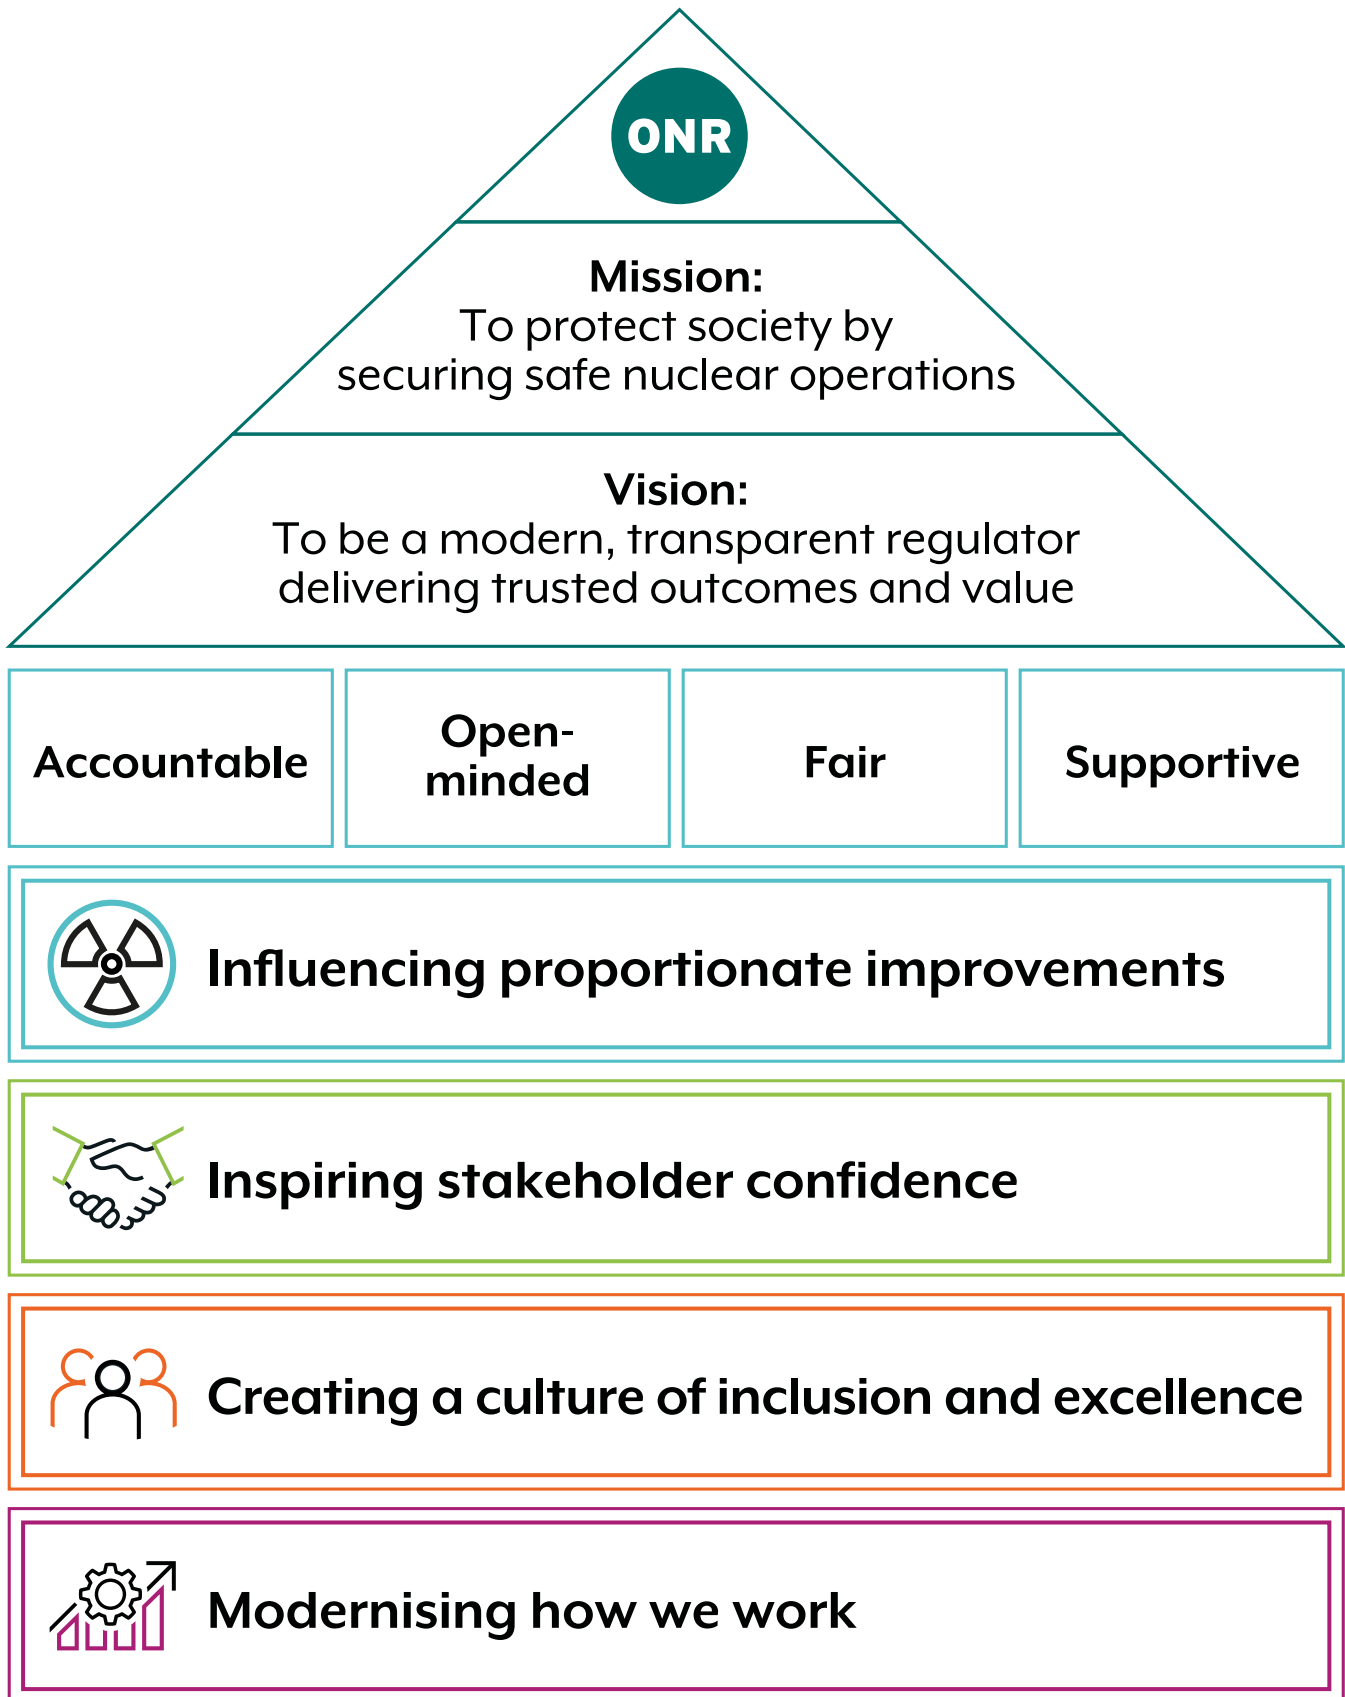 ONR
Mission:
To protect society by
securing safe nuclear operations
Vision:
To be a modern, transparent regulator
delivering trusted outcomes and value
Accountable
Open-
minded
Fair
Supportive
Influencing proportionate improvements
Inspiring stakeholder confidence
Creating a culture of inclusion and excellence
Modernising how we work